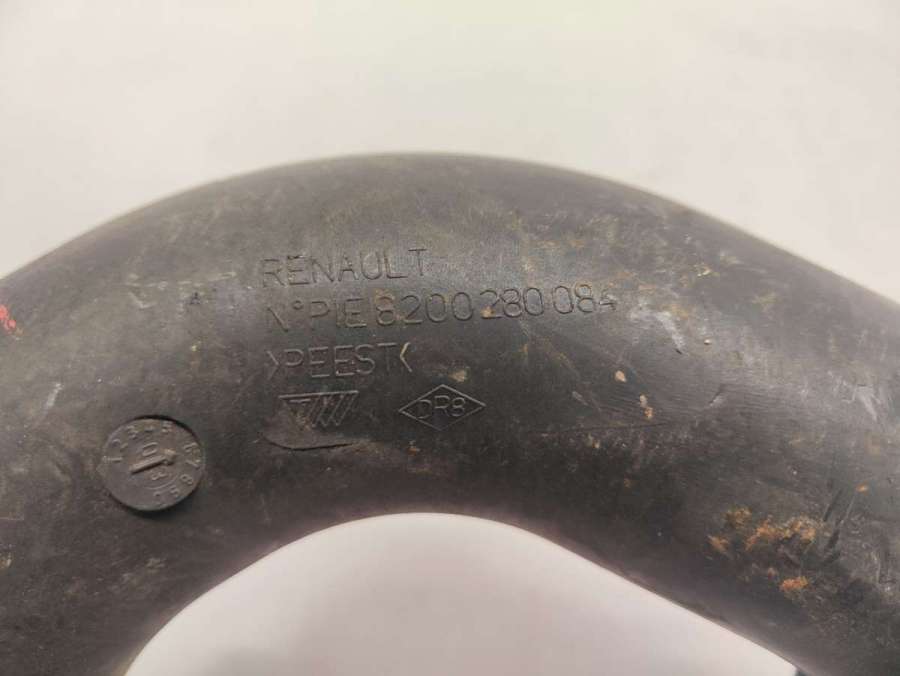 RENAULT
N°PIE 8200 280 084
>PEEST<
DR8